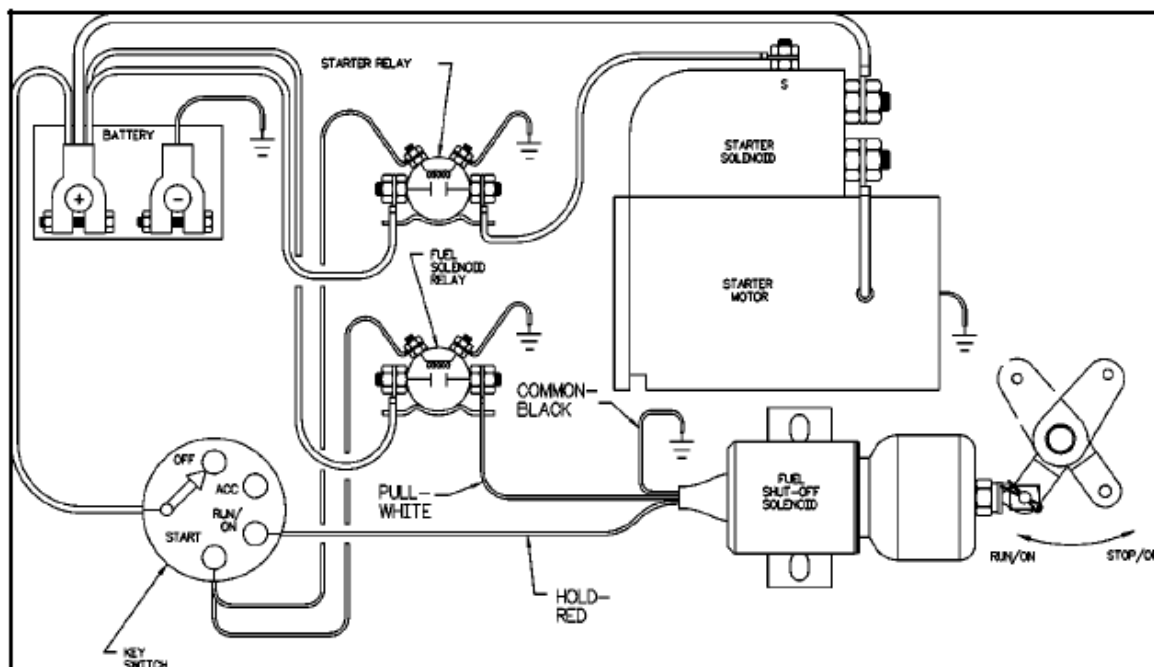 STARTER RELAY
S
BATTERY
+
−
STARTER
SOLENOID
FUEL
SOLENOID
RELAY
STARTER
MOTOR
COMMON-
BLACK
OFF
ACC
RUN/
ON
START
PULL-
WHITE
FUEL
SHUT-OFF
SOLENOID
RUN/ON
STOP/OF
HOLD-
RED
KEY
SWITCH